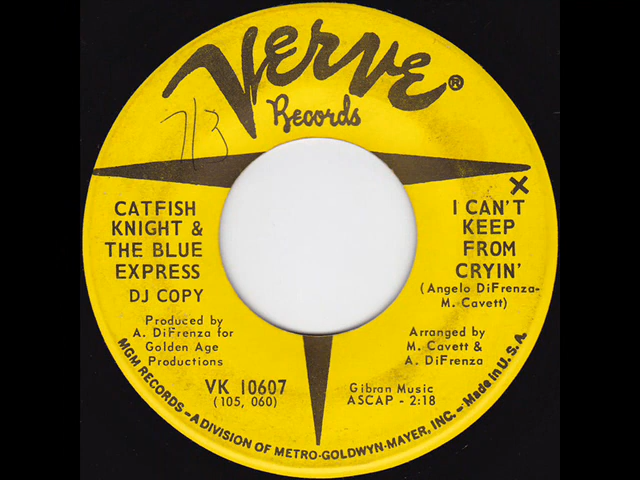 Verve®
Records
7/3
X
CATFISH
KNIGHT &
THE BLUE
EXPRESS
DJ COPY
Produced by
A. DiFrenza for
Golden Age
Productions
VK 10607
(105, 060)
I CAN'T
KEEP
FROM
CRYIN'
(Angelo DiFrenza-
M. Cavett)
Arranged by
M. Cavett &
A. DiFrenza
Gibran Music
ASCAP - 2:18
MGM RECORDS - A DIVISION OF METRO-GOLDWYN-MAYER, INC. - Made in U.S.A.